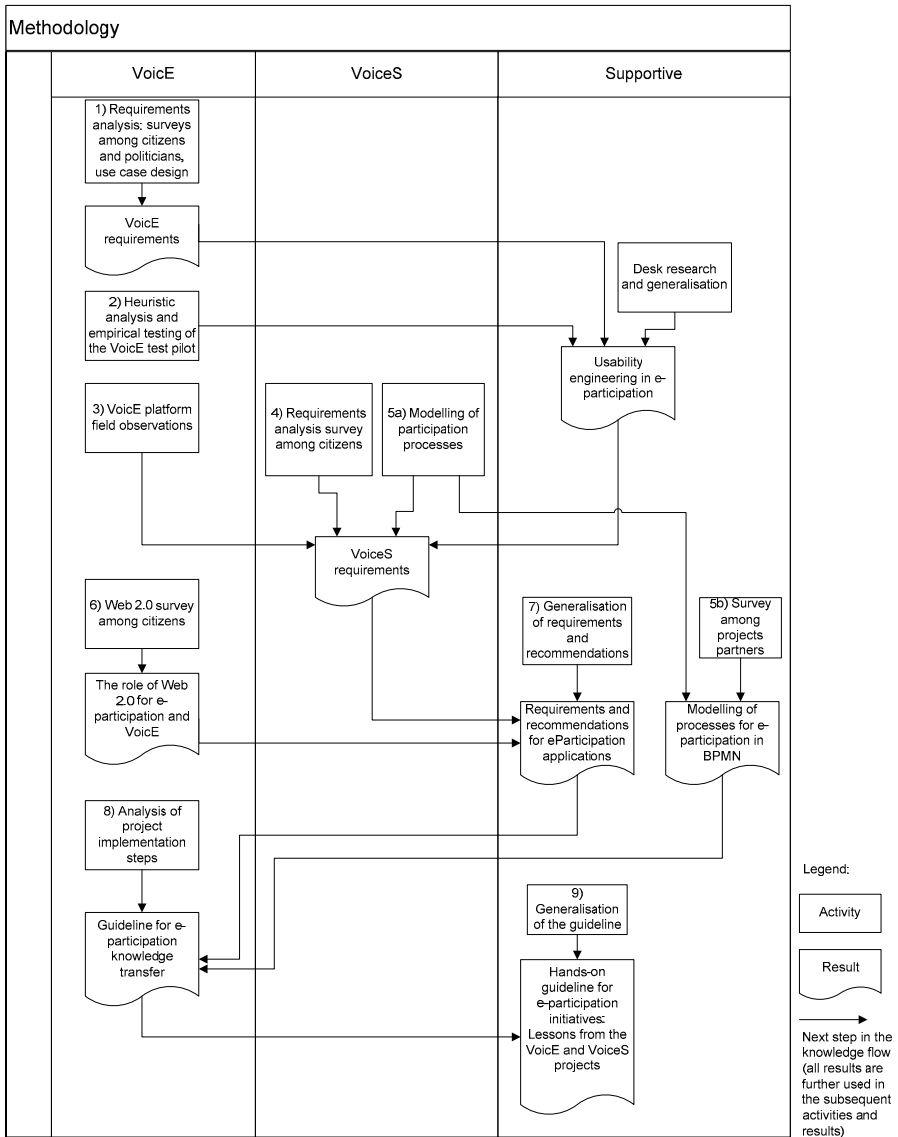 Methodology
VoicE
VoiceS
Supportive
1) Requirements
analysis: surveys
among citizens
and politicians,
use case design
VoicE
requirements
Desk research
and generalisation
2) Heuristic
analysis and
empirical testing of
the VoicE test pilot
Usability
engineering in e-
participation
3) VoicE platform
field observations
4) Requirements
analysis survey
among citizens
5a) Modelling of
participation
processes
VoiceS
requirements
6) Web 2.0 survey
among citizens
7) Generalisation
of requirements
and
recommendations
5b) Survey
among
projects
partners
The role of Web
2.0 for e-
participation and
VoicE
Requirements and
recommendations
for eParticipation
applications
Modelling of
processes for e-
participation in
BPMN
8) Analysis of
project
implementation
steps
Guideline for e-
participation
knowledge
transfer
9)
Generalisation
of the guideline
Hands-on
guideline for
e-participation
initiatives:
Lessons from the
VoicE and VoiceS
projects
Legend:
Activity
Result
Next step in the
knowledge flow
(all results are
further used in
the subsequent
activities and
results)